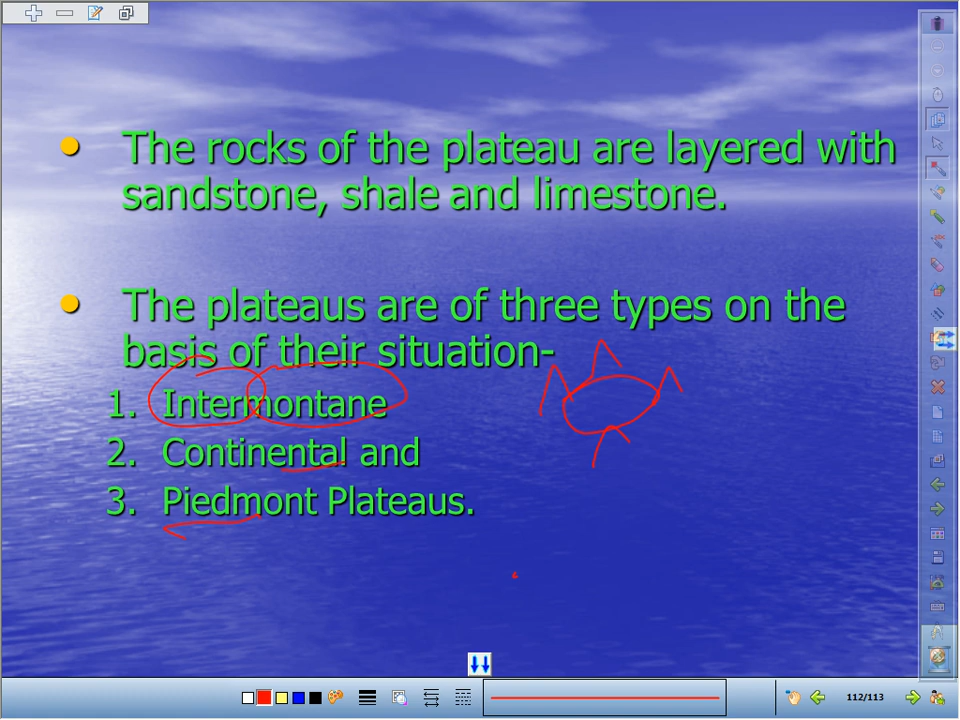 The rocks of the plateau are layered with
sandstone, shale and limestone.
The plateaus are of three types on the
basis of their situation-
1. Intermontane
2. Continental and
3. Piedmont Plateaus.
112/113